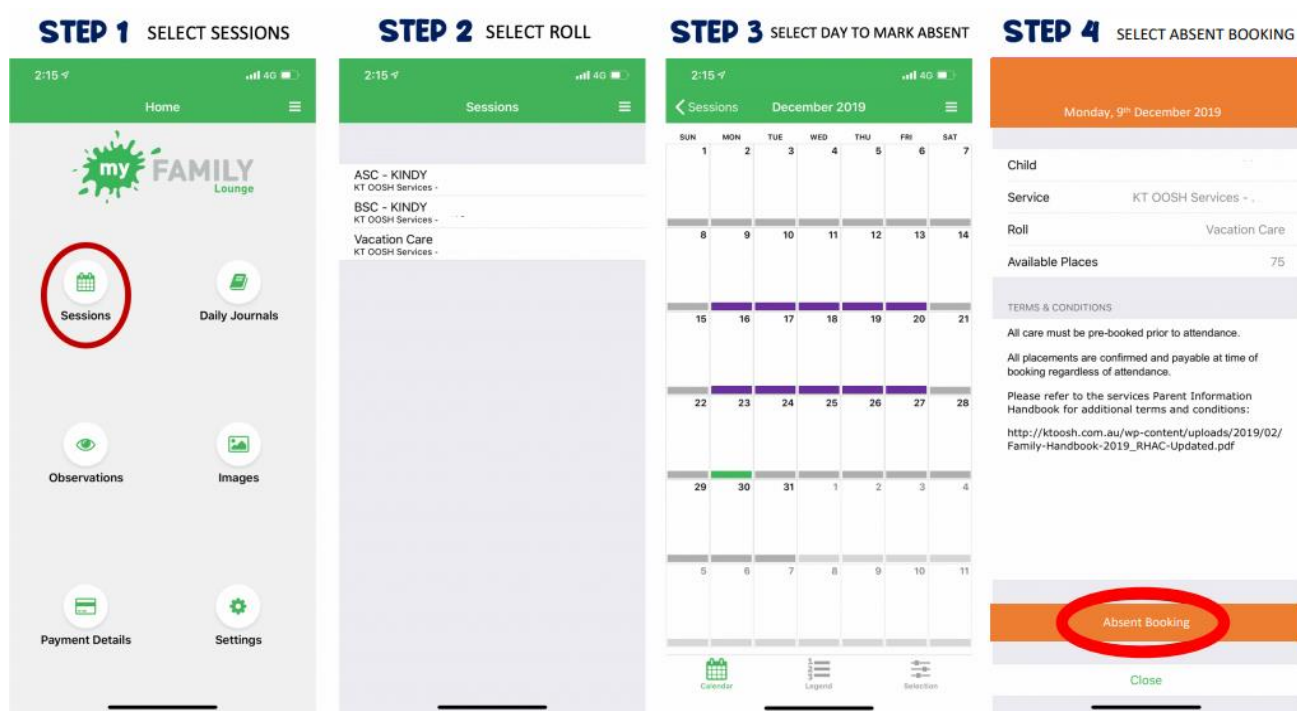 STEP 1 SELECT SESSIONS
2:15 4G
Home
my FAMILY
Lounge
Sessions Daily Journals
Observations Images
Payment Details Settings
STEP 2 SELECT ROLL
2:15 4G
Sessions
ASC - KINDY
KT OOSH Services -
BSC - KINDY
KT OOSH Services -
Vacation Care
KT OOSH Services -
STEP 3 SELECT DAY TO MARK ABSENT
2:15 4G
Sessions December 2019
SUN MON TUE WED THU FRI SAT
1 2 3 4 5 6 7
8 9 10 11 12 13 14
15 16 17 18 19 20 21
22 23 24 25 26 27 28
29 30 31 1 2 3 4
5 6 7 8 9 10 11
Calendar Legend Selection
STEP 4 SELECT ABSENT BOOKING
Monday, 9th December 2019
Child
Service KT OOSH Services - .
Roll Vacation Care
Available Places 75
TERMS & CONDITIONS
All care must be pre-booked prior to attendance.
All placements are confirmed and payable at time of
booking regardless of attendance.
Please refer to the services Parent Information
Handbook for additional terms and conditions:
http://ktoosh.com.au/wp-content/uploads/2019/02/
Family-Handbook-2019_RHAC-Updated.pdf
Absent Booking
Close